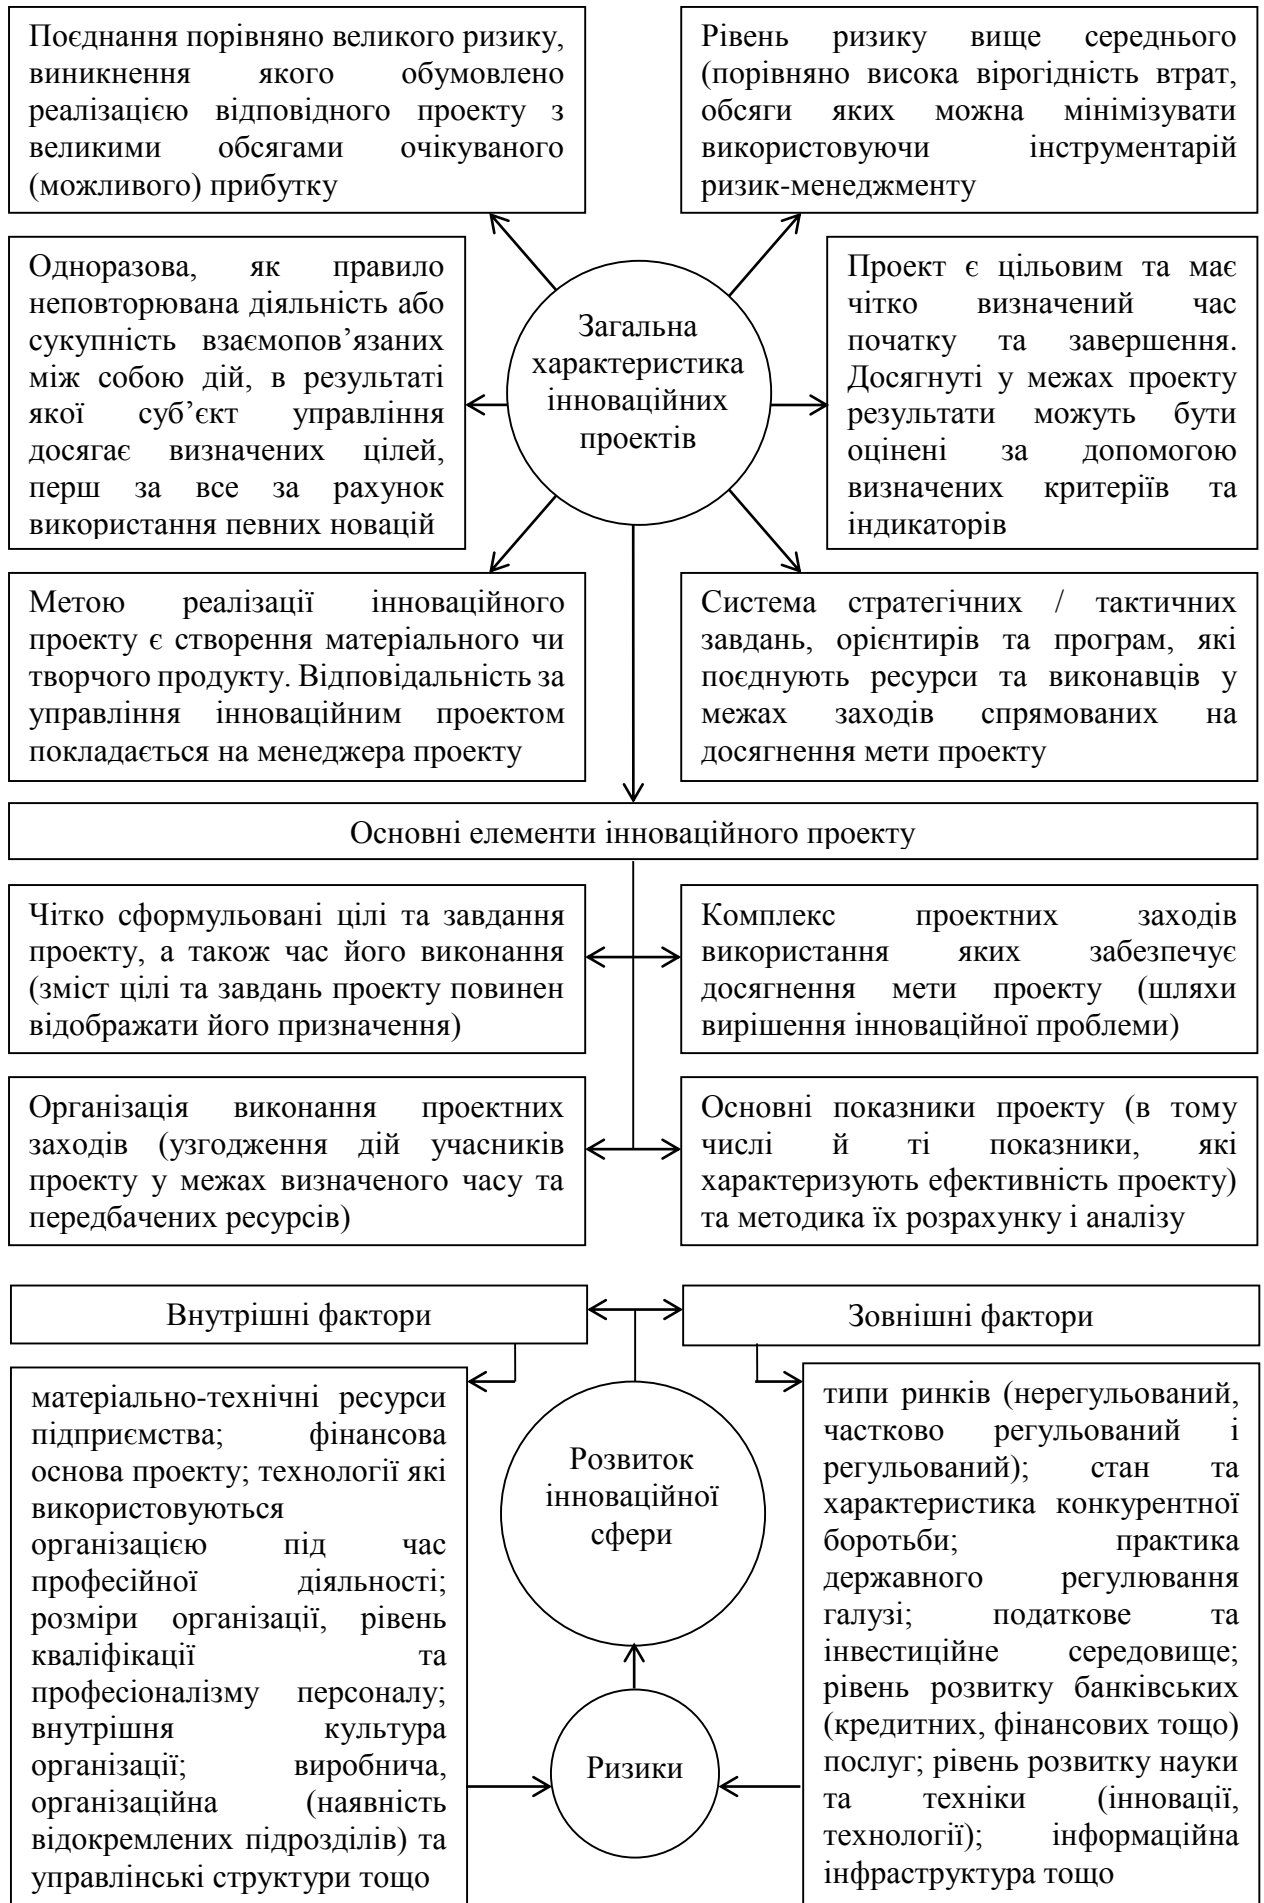 Поєднання порівняно великого ризику,
виникнення якого обумовлено
реалізацією відповідного проекту з
великими обсягами очікуваного
(можливого) прибутку
Рівень ризику вище середнього
(порівняно висока вірогідність втрат,
обсяги яких можна мінімізувати
використовуючи інструментарій
ризик-менеджменту
Одноразова, як правило
неповторювана діяльність або
сукупність взаємопов’язаних
між собою дій, в результаті
якої суб’єкт управління
досягає визначених цілей,
перш за все за рахунок
використання певних новацій
Загальна
характеристика
інноваційних
проектів
Проект є цільовим та має
чітко визначений час
початку та завершення.
Досягнуті у межах проекту
результати можуть бути
оцінені за допомогою
визначених критеріїв та
індикаторів
Метою реалізації інноваційного
проекту є створення матеріального чи
творчого продукту. Відповідальність за
управління інноваційним проектом
покладається на менеджера проекту
Система стратегічних / тактичних
завдань, орієнтирів та програм, які
поєднують ресурси та виконавців у
межах заходів спрямованих на
досягнення мети проекту
Основні елементи інноваційного проекту
Чітко сформульовані цілі та завдання
проекту, а також час його виконання
(зміст цілі та завдань проекту повинен
відображати його призначення)
Комплекс проектних заходів
використання яких забезпечує
досягнення мети проекту (шляхи
вирішення інноваційної проблеми)
Організація виконання проектних
заходів (узгодження дій учасників
проекту у межах визначеного часу та
передбачених ресурсів)
Основні показники проекту (в тому
числі й ті показники, які
характеризують ефективність проекту)
та методика їх розрахунку і аналізу
Внутрішні фактори
Зовнішні фактори
матеріально-технічні ресурси
підприємства; фінансова
основа проекту; технології які
використовуються
організацією під час
професійної діяльності;
розміри організації, рівень
кваліфікації та
професіоналізму персоналу;
внутрішня культура
організації; виробнича,
організаційна (наявність
відокремлених підрозділів) та
управлінські структури тощо
Розвиток
інноваційної
сфери
Ризики
типи ринків (нерегульований,
частково регульований і
регульований); стан та
характеристика конкурентної
боротьби; практика
державного регулювання
галузі; податкове та
інвестиційне середовище;
рівень розвитку банківських
(кредитних, фінансових тощо)
послуг; рівень розвитку науки
та техніки (інновації,
технології); інформаційна
інфраструктура тощо